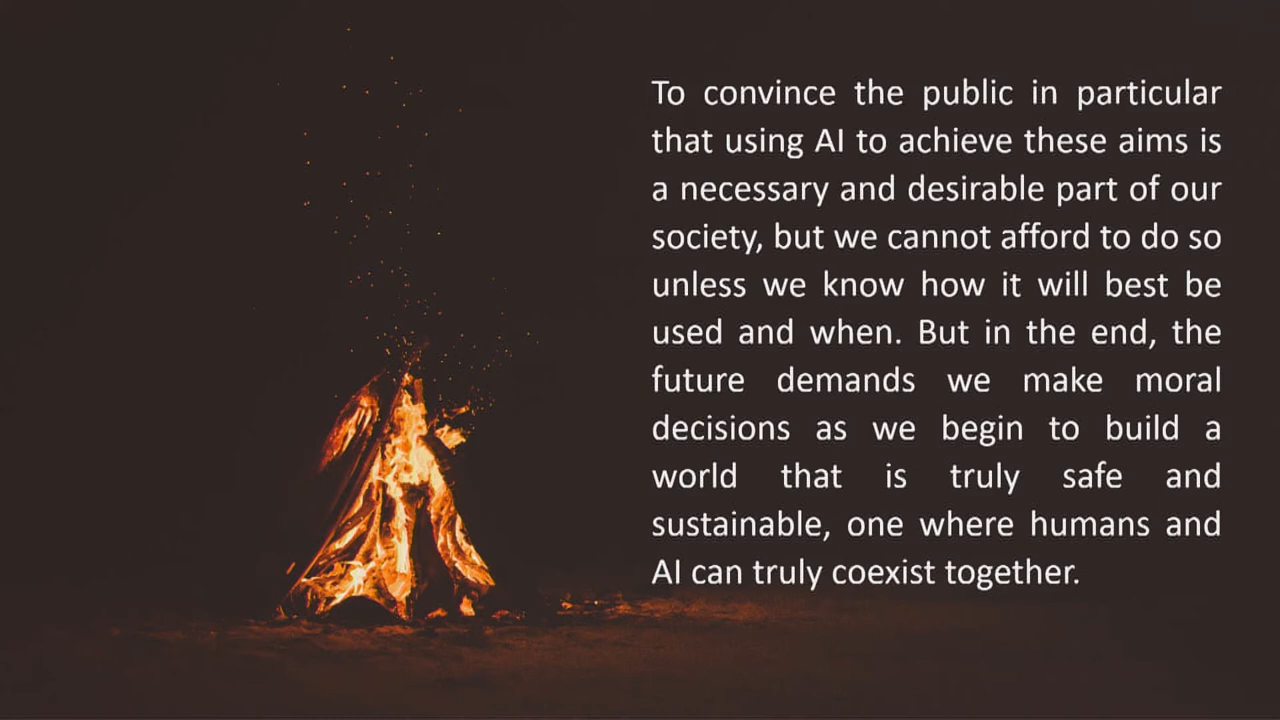 To convince the public in particular
that using AI to achieve these aims is
a necessary and desirable part of our
society, but we cannot afford to do so
unless we know how it will best be
used and when. But in the end, the
future demands we make moral
decisions as we begin to build a
world that is truly safe and
sustainable, one where humans and
AI can truly coexist together.